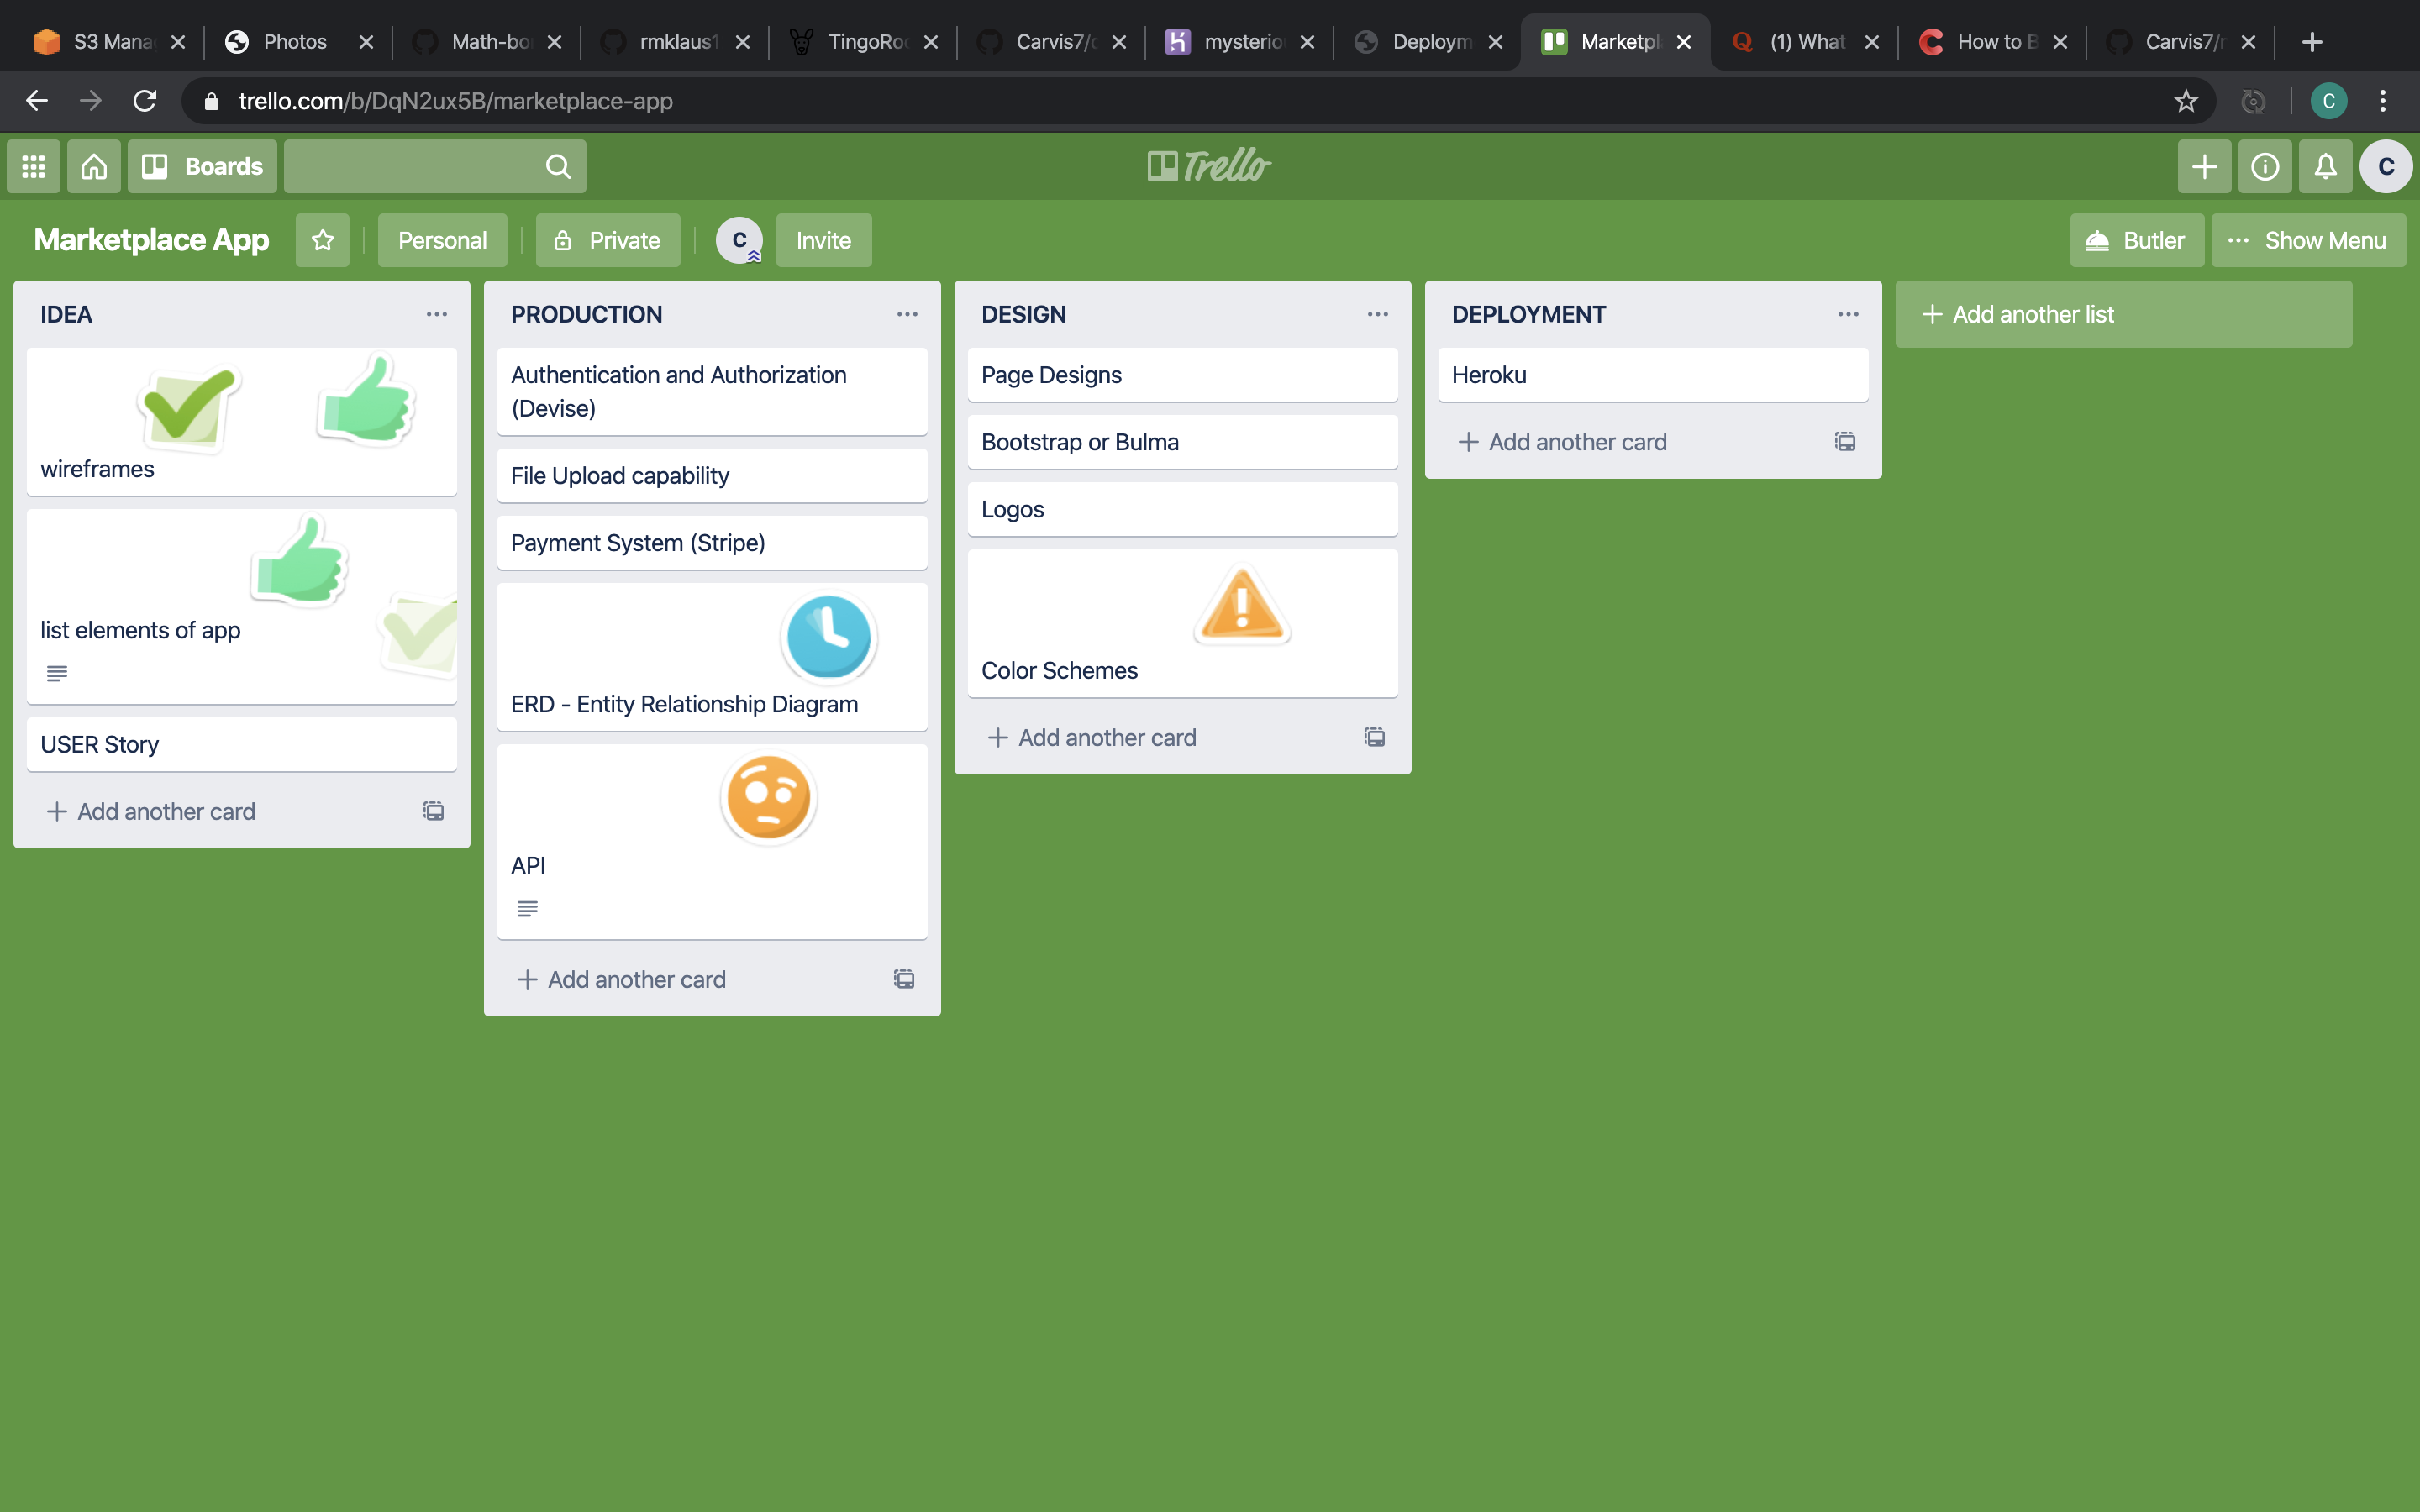 S3 Mana
Photos
Math-bo
rmklaus1
TingoRo
Carvis7/
mysterio
Deploym
Marketpl
(1) What
How to B
Carvis7/
trello.com/b/DqN2ux5B/marketplace-app
C
Boards
Trello
C
Marketplace App
Personal
Private
C
Invite
Butler
Show Menu
IDEA
wireframes
list elements of app
USER Story
+ Add another card
PRODUCTION
Authentication and Authorization
(Devise)
File Upload capability
Payment System (Stripe)
ERD - Entity Relationship Diagram
API
+ Add another card
DESIGN
Page Designs
Bootstrap or Bulma
Logos
Color Schemes
+ Add another card
DEPLOYMENT
Heroku
+ Add another card
+ Add another list